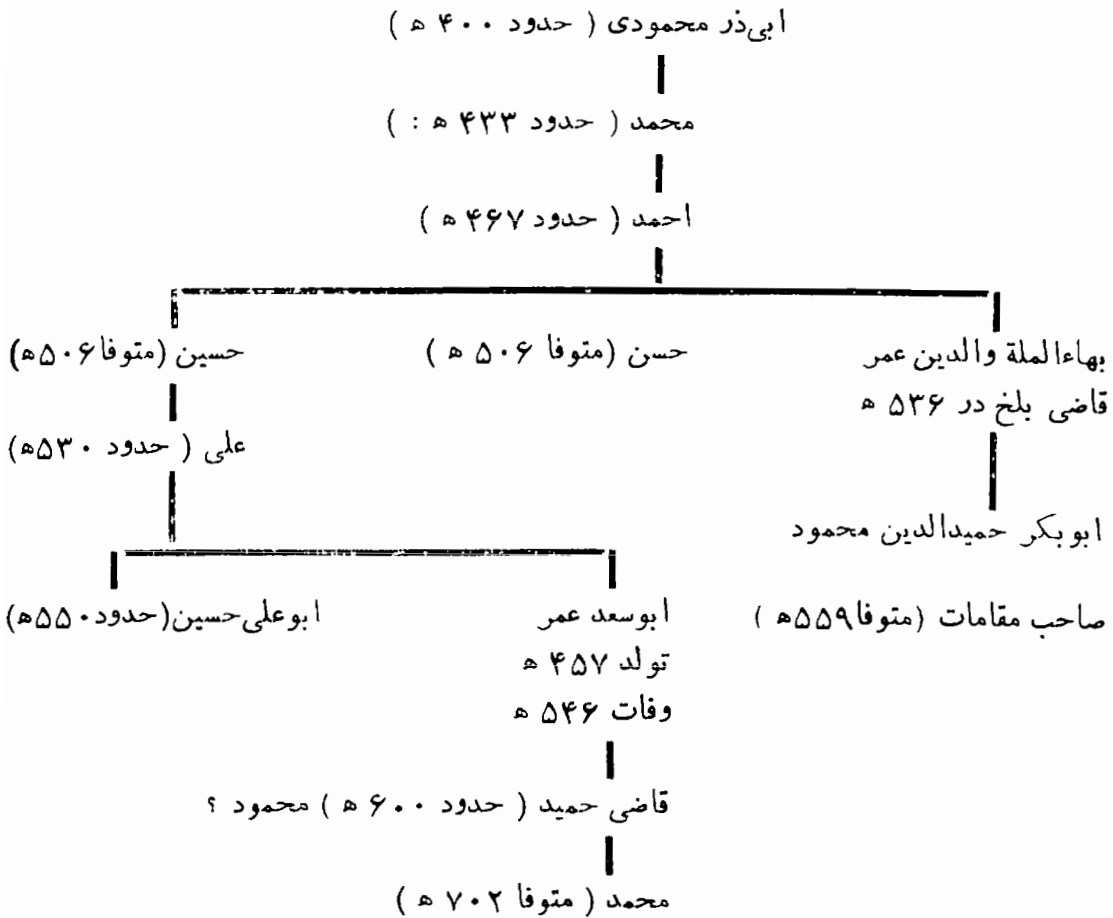 ابی‌ذر محمودی ( حدود ۴۰۰ ه )
محمد ( حدود ۴۳۳ ه : )
احمد ( حدود ۴۶۷ ه )
بهاءالملة والدین عمر
قاضی بلخ در ۵۳۶ ه
حسن (متوفا ۵۰۶ ه )
حسین (متوفا ۵۰۶ه)
علی ( حدود ۵۳۰ه)
ابوبکر حمیدالدین محمود
صاحب مقامات (متوفا۵۵۹ه )
ابوسعد عمر
تولد ۴۵۷ ه
وفات ۵۴۶ ه
ابوعلی‌حسین(حدود۵۵۰ه)
قاضی حمید ( حدود ۶۰۰ ه ) محمود ؟
محمد ( متوفا ۷۰۲ ه )